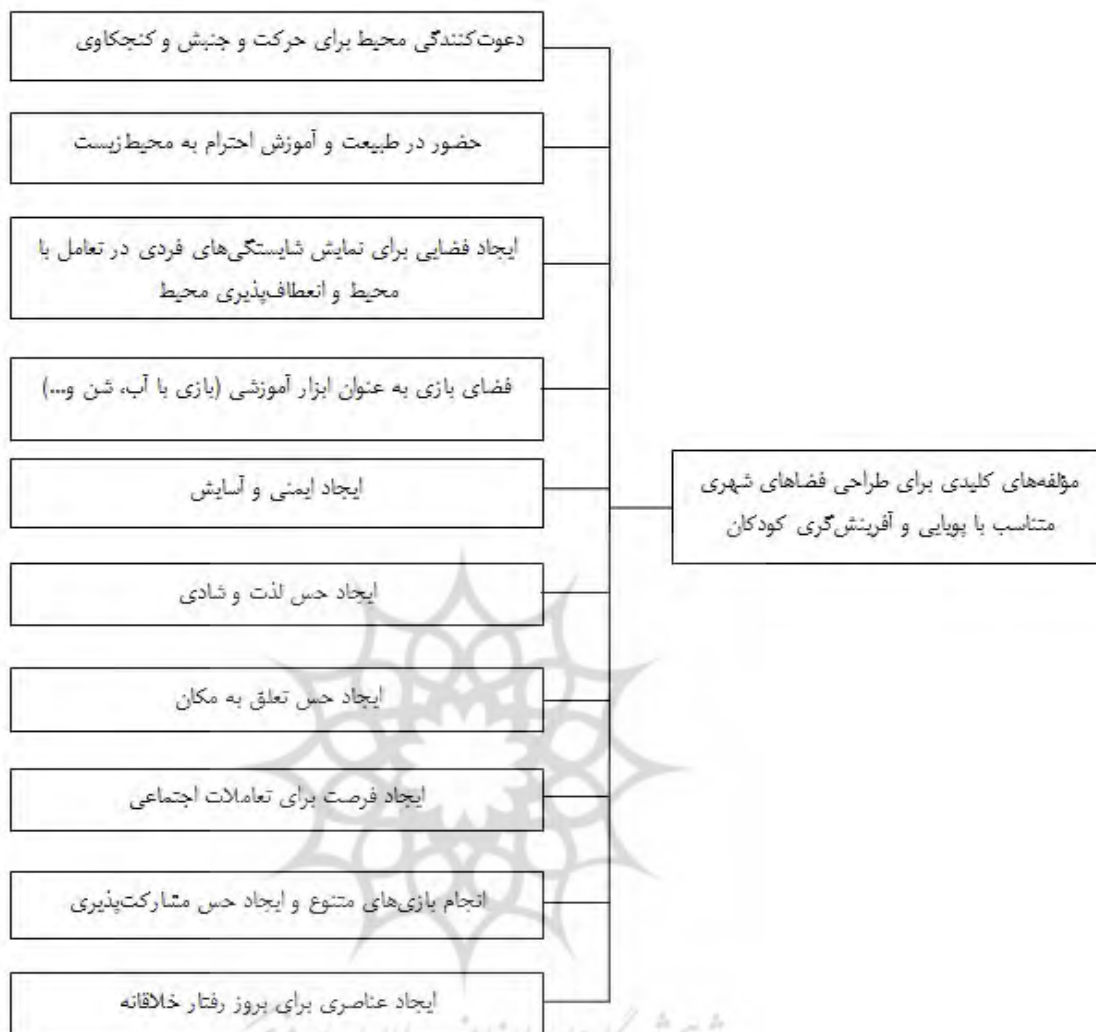 دعوت‌کنندگی محیط برای حرکت و جنبش و کنجکاوی
حضور در طبیعت و آموزش احترام به محیط‌زیست
ایجاد فضایی برای نمایش شایستگی‌های فردی در تعامل با
محیط و انعطاف‌پذیری محیط
فضای بازی به عنوان ابزار آموزشی (بازی با آب، شن و...)
ایجاد ایمنی و آسایش
مؤلفه‌های کلیدی برای طراحی فضاهای شهری
متناسب با پویایی و آفرینش‌گری کودکان
ایجاد حس لذت و شادی
ایجاد حس تعلق به مکان
ایجاد فرصت برای تعاملات اجتماعی
انجام بازی‌های متنوع و ایجاد حس مشارکت‌پذیری
ایجاد عناصری برای بروز رفتار خلاقانه